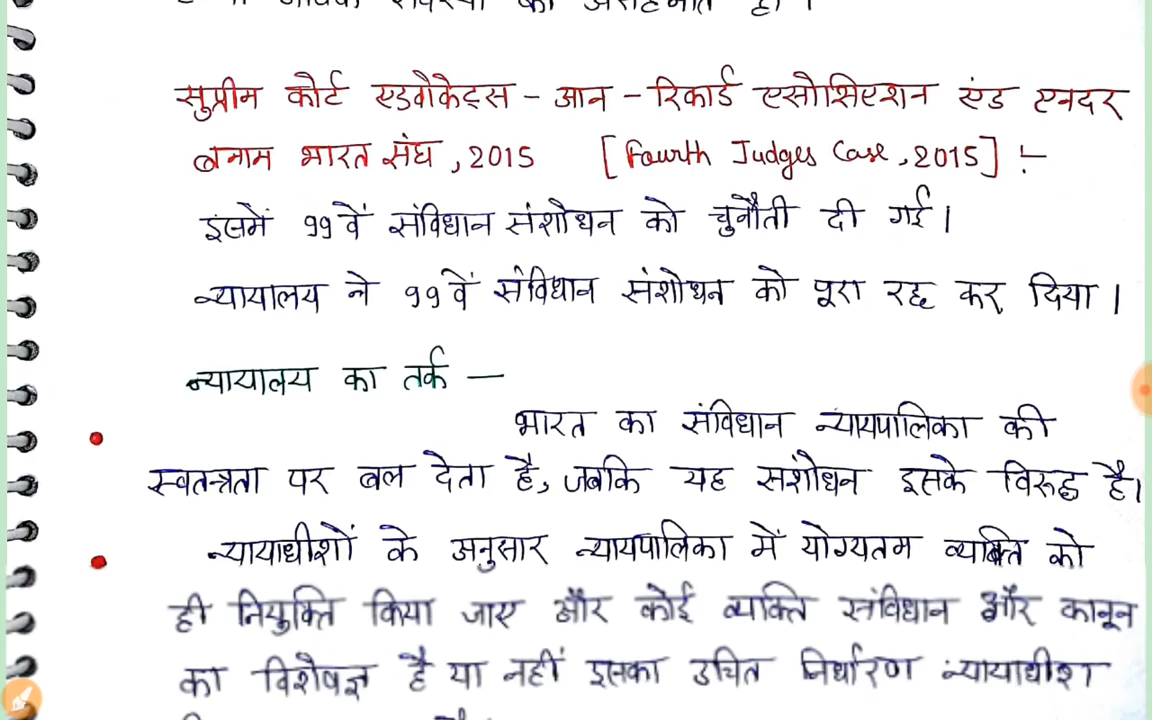 सुप्रीम कोर्ट एडवोकेट्स - आन - रिकार्ड एसोसिएशन एंड एनदर
बनाम भारत संघ, 2015 [Fourth Judges Case, 2015] :-
इसमें 99वें संविधान संशोधन को चुनौती दी गई।
न्यायालय ने 99वें संविधान संशोधन को पूरा रद्द कर दिया।
न्यायालय का तर्क —
भारत का संविधान न्यायपालिका की
स्वतन्त्रता पर बल देता है, जबकि यह संशोधन इसके विरूद्ध है।
न्यायाधीशों के अनुसार न्यायपालिका में योग्यतम व्यक्ति को
ही नियुक्ति किया जाए और कोई व्यक्ति संविधान और कानून
का विशेषज्ञ है या नहीं इसका उचित निर्धारण न्यायाधीश